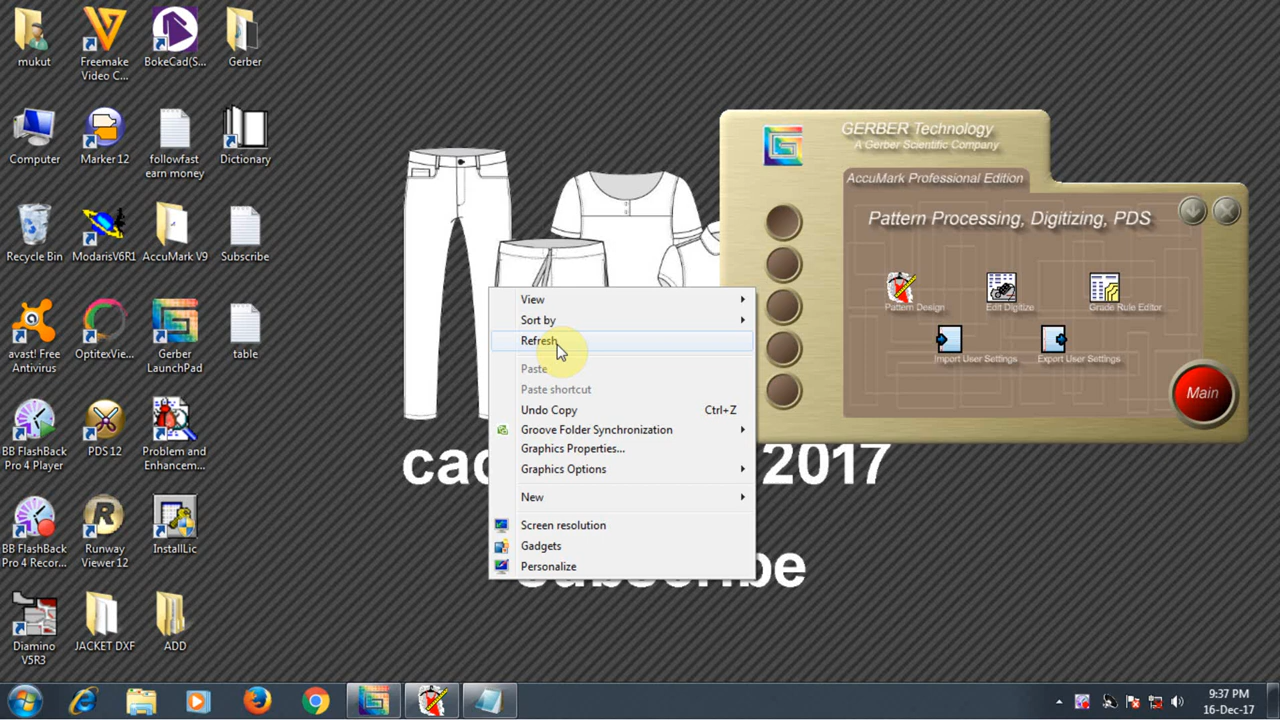 mukut
Freemake
Video C...
BokeCad(S...
Gerber
Computer
Marker 12
followfast
earn money
Dictionary
Recycle Bin
ModarisV6R1
AccuMark V9
Subscribe
avast! Free
Antivirus
OptitexVie...
Gerber
LaunchPad
table
BB FlashBack
Pro 4 Player
PDS 12
Problem and
Enhancem...
BB FlashBack
Pro 4 Recor...
Runway
Viewer 12
InstallLic
Diamino
V5R3
JACKET DXF
ADD
GERBER Technology
A Gerber Scientific Company
AccuMark Professional Edition
Pattern Processing, Digitizing, PDS
Pattern Design
Edit Digitize
Grade Rule Editor
Import User Settings
Export User Settings
Main
View
Sort by
Refresh
Paste
Paste shortcut
Undo Copy Ctrl+Z
Groove Folder Synchronization
Graphics Properties...
Graphics Options
New
Screen resolution
Gadgets
Personalize
2017
9:37 PM
16-Dec-17